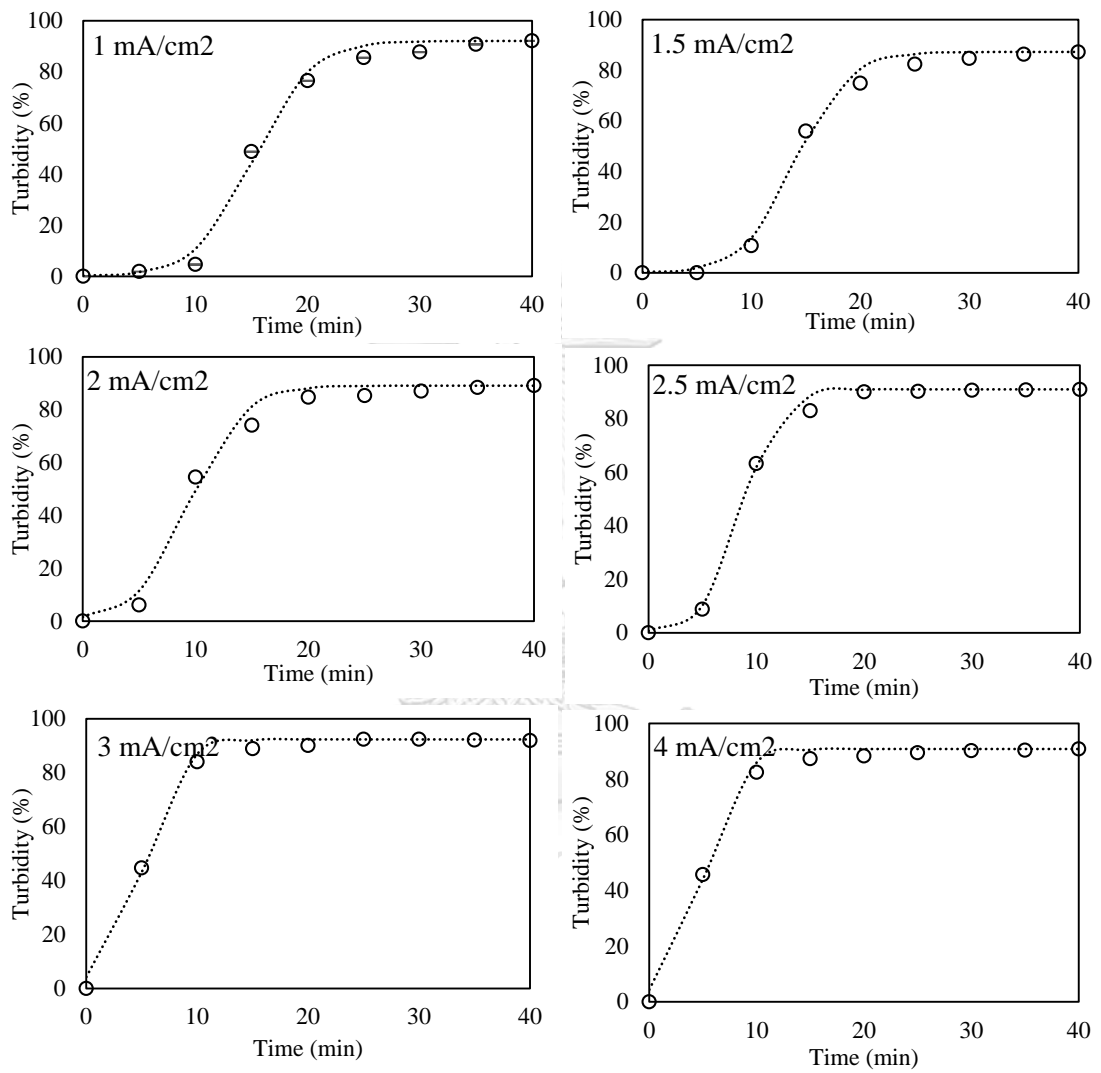 1 mA/cm2
Turbidity (%)
100
80
60
40
20
0
0 10 20 30 40
Time (min)
1.5 mA/cm2
Turbidity (%)
100
80
60
40
20
0
0 10 20 30 40
Time (min)
2 mA/cm2
Turbidity (%)
100
80
60
40
20
0
0 10 20 30 40
Time (min)
2.5 mA/cm2
Turbidity (%)
100
80
60
40
20
0
0 10 20 30 40
Time (min)
3 mA/cm2
Turbidity (%)
100
80
60
40
20
0
0 10 20 30 40
Time (min)
4 mA/cm2
Turbidity (%)
100
80
60
40
20
0
0 10 20 30 40
Time (min)